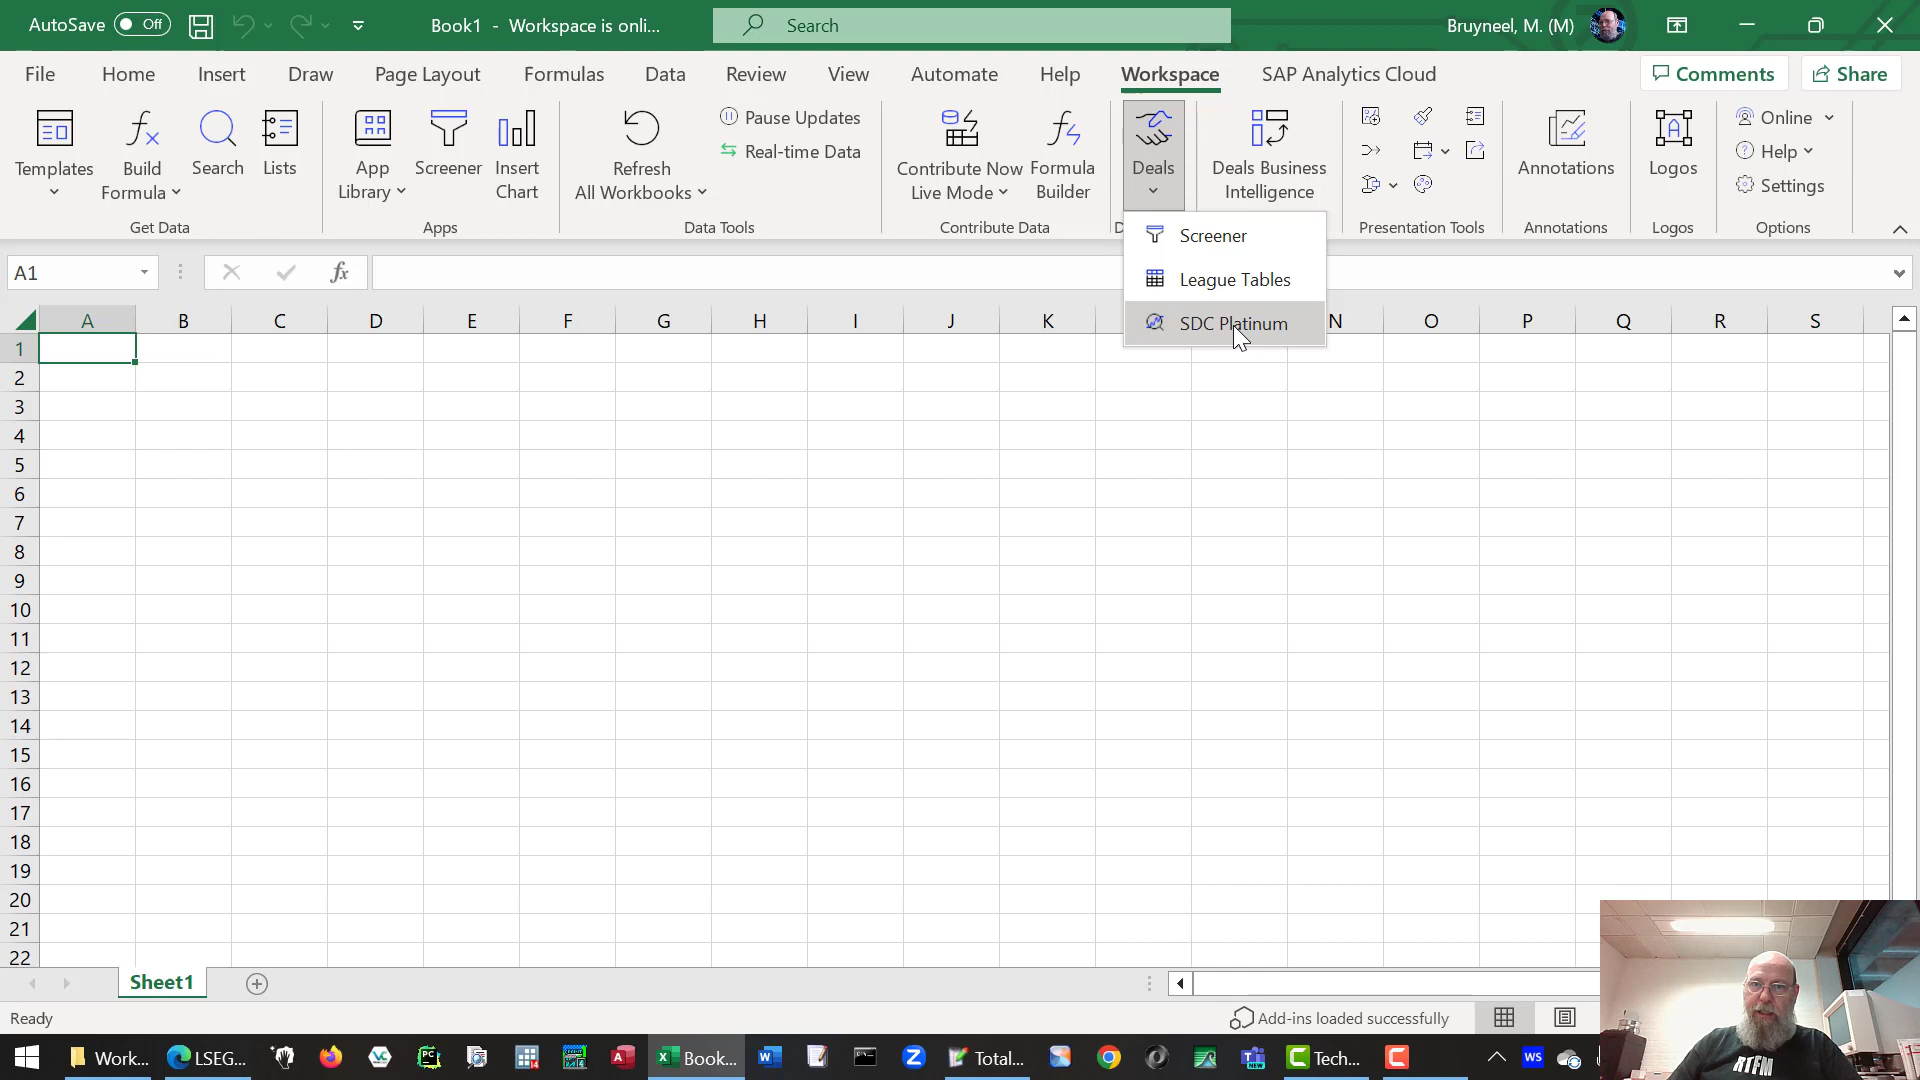 AutoSave Off Book1 - Workspace is onli... Search Bruyneel, M. (M)
File Home Insert Draw Page Layout Formulas Data Review View Automate Help Workspace SAP Analytics Cloud Comments Share
Templates Build Formula Search Lists App Library Screener Insert Chart Refresh All Workbooks Pause Updates Real-time Data Contribute Now Live Mode Formula Builder Deals Deals Business Intelligence Annotations Logos Online Help Settings
Get Data Apps Data Tools Contribute Data D Presentation Tools Annotations Logos Options
Screener
League Tables
SDC Platinum
A1 fx
A B C D E F G H I J K N O P Q R S
1
2
3
4
5
6
7
8
9
10
11
12
13
14
15
16
17
18
19
20
21
22
Sheet1
Ready Add-ins loaded successfully
Work... LSEG... Book... Total... Tech... WS
RTFM